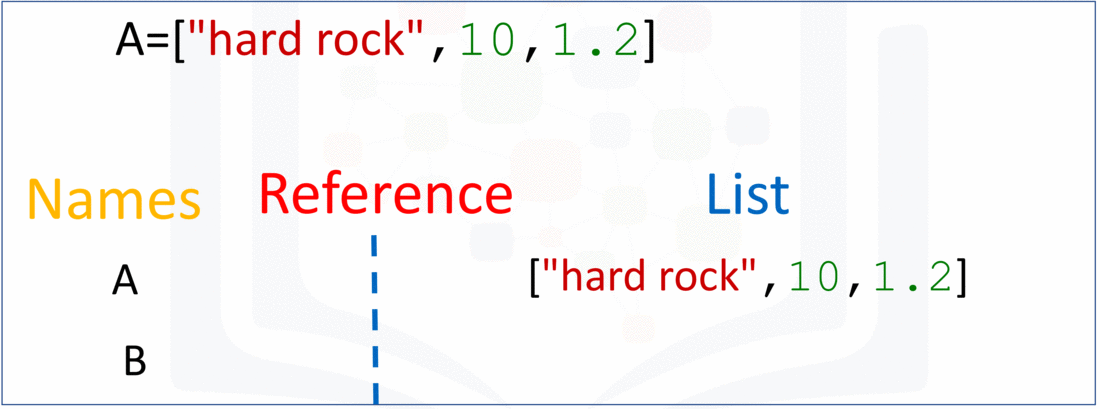 A=["hard rock",10,1.2]
Names Reference List
A ["hard rock",10,1.2]
B